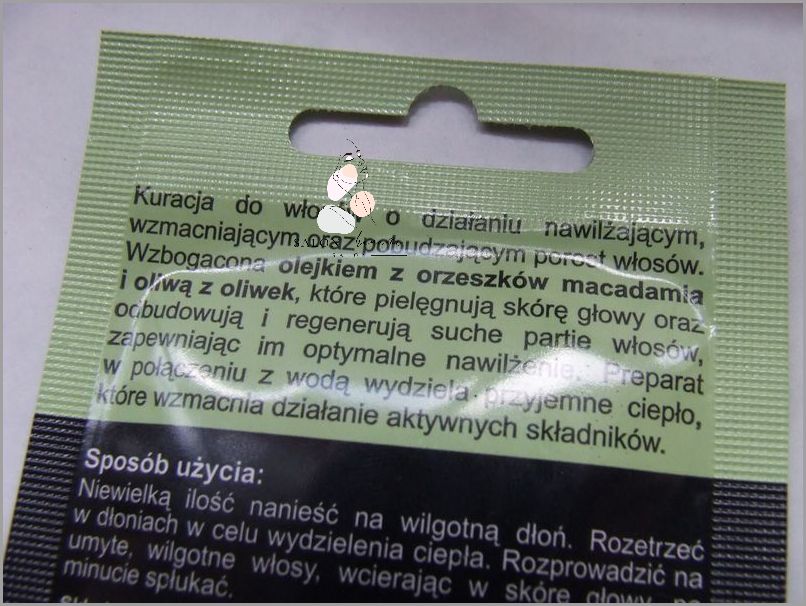 Kuracja do włosów o działaniu nawilżającym,
wzmacniającym oraz pobudzającym porost włosów.
Wzbogacona olejkiem z orzeszków macadamia
i oliwą z oliwek, które pielęgnują skórę głowy oraz
odbudowują i regenerują suche partie włosów,
zapewniając im optymalne nawilżenie. Preparat
w połączeniu z wodą wydziela przyjemne ciepło,
które wzmacnia działanie aktywnych składników.
Sposób użycia:
Niewielką ilość nanieść na wilgotną dłoń. Rozetrzeć
w dłoniach w celu wydzielenia ciepła. Rozprowadzić na
umyte, wilgotne włosy, wcierając w skórę głowy, po
minucie spłukać.